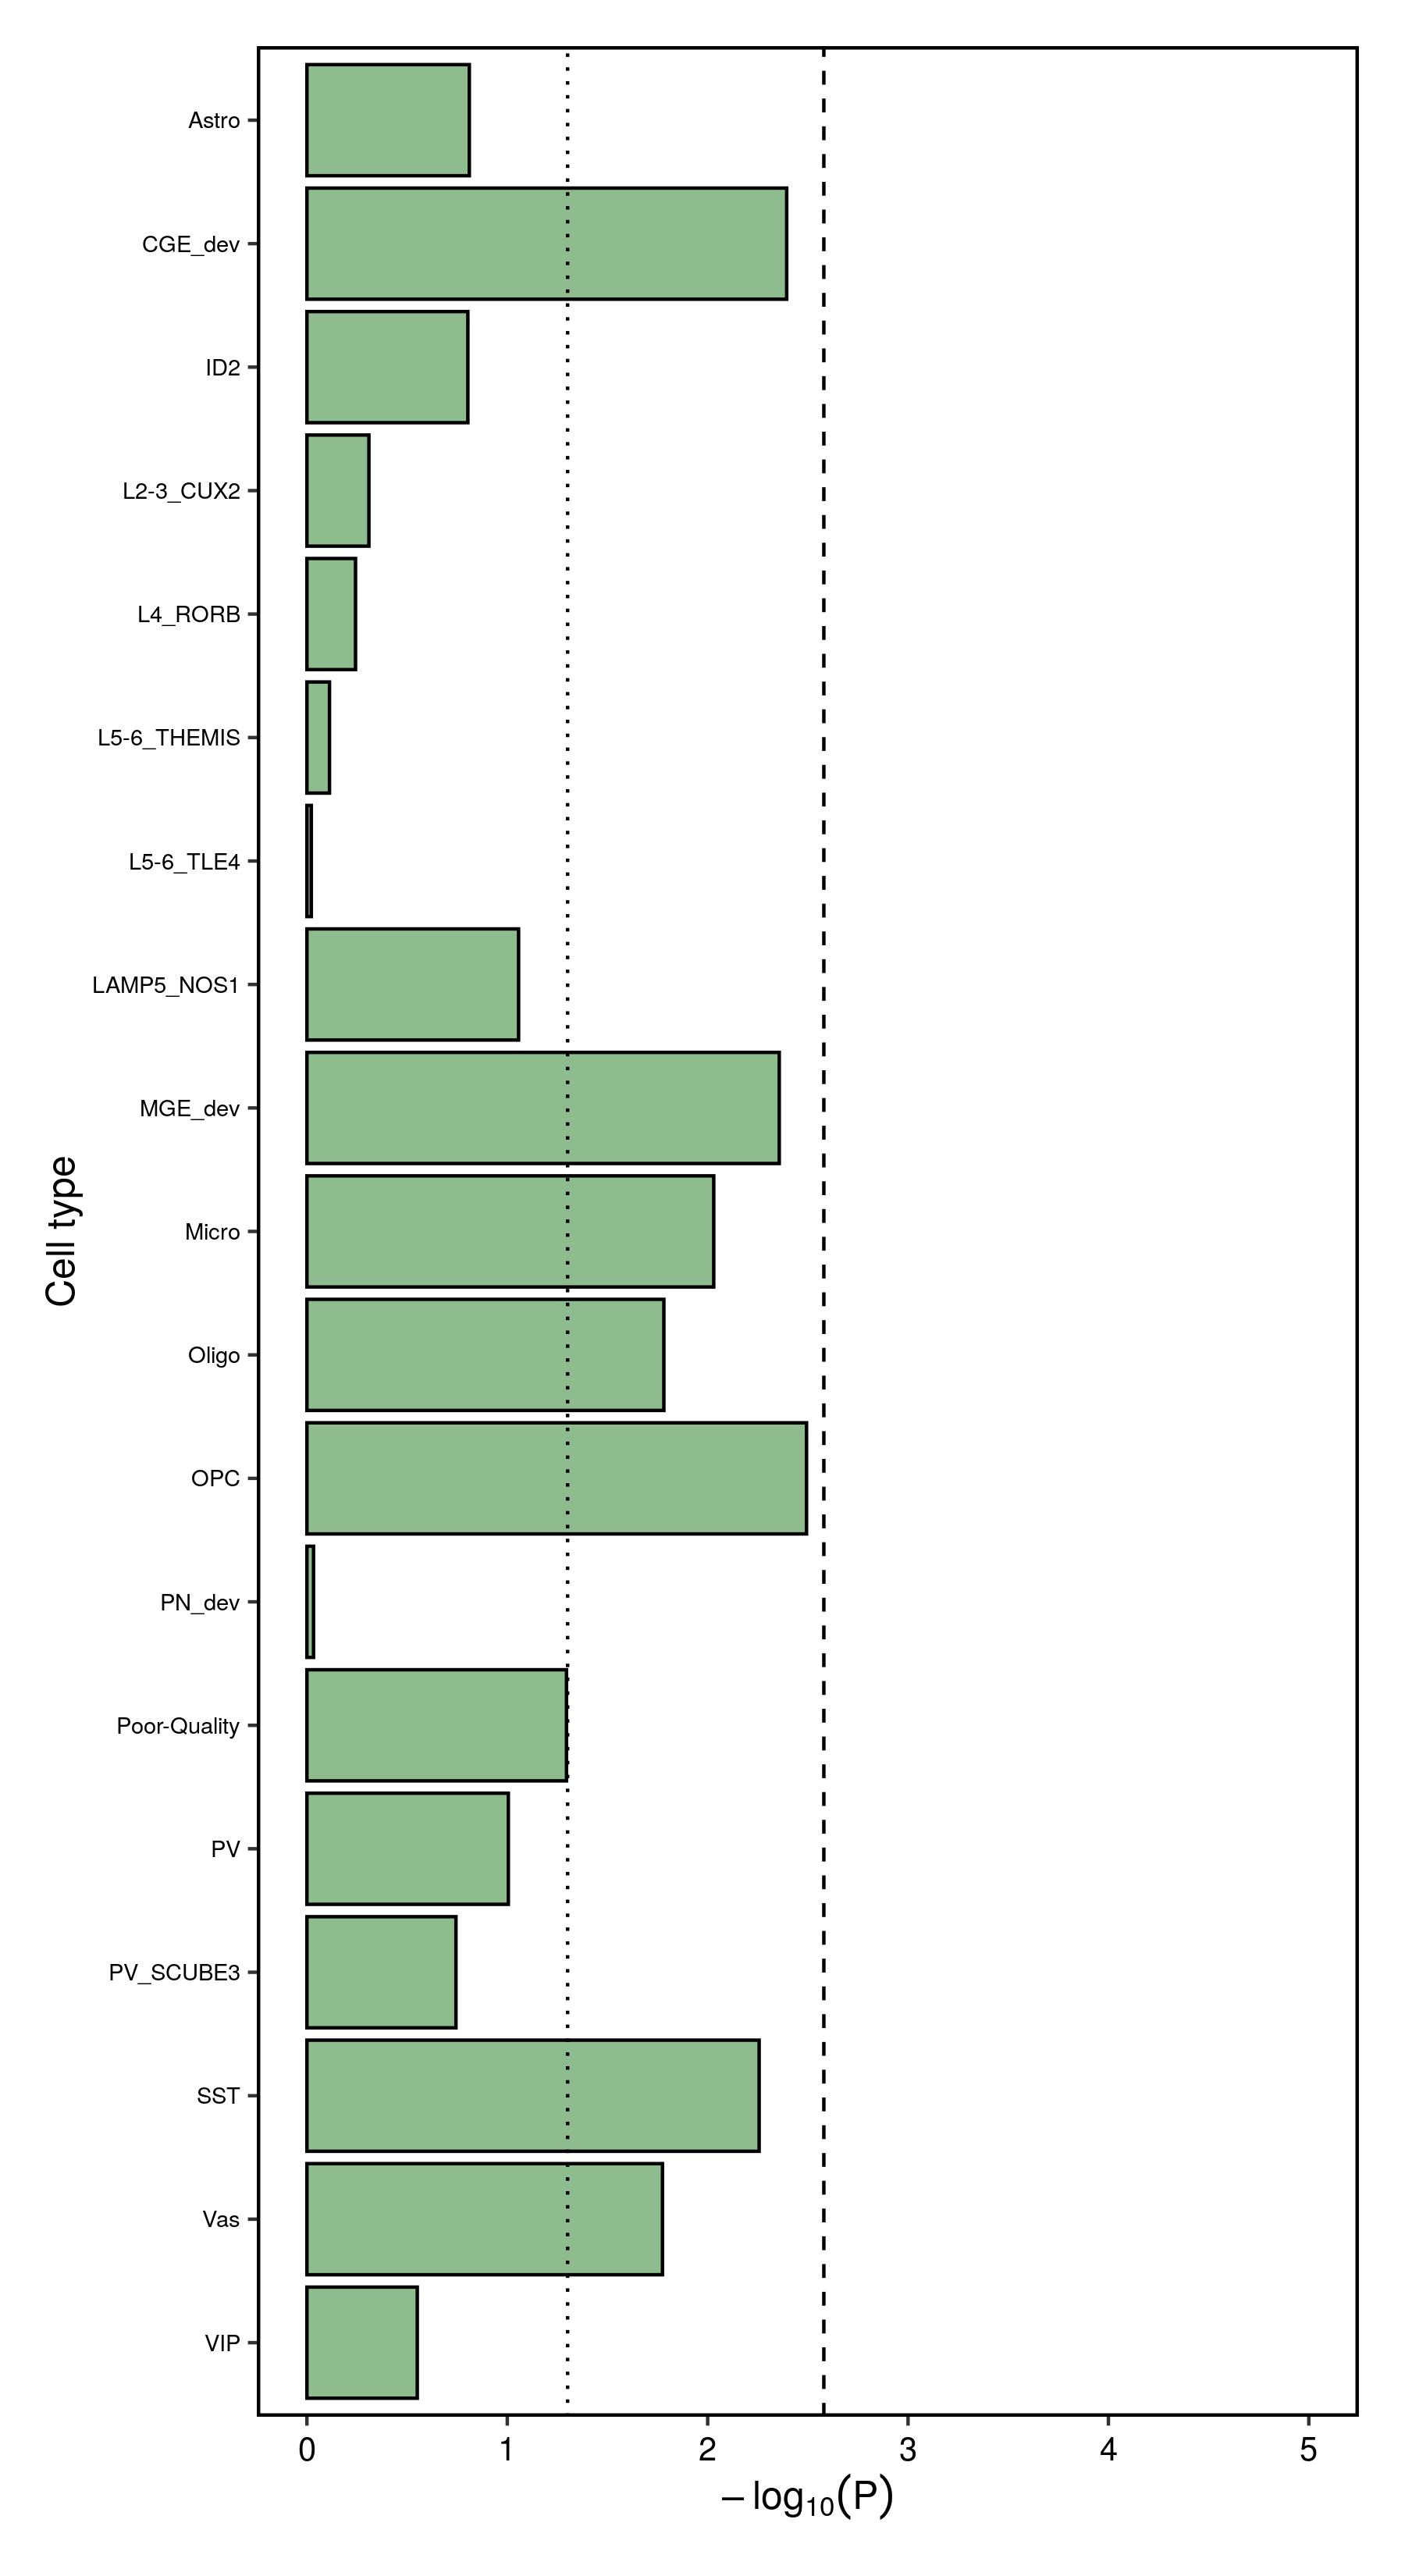 Cell type
Astro
CGE_dev
ID2
L2-3_CUX2
L4_RORB
L5-6_THEMIS
L5-6_TLE4
LAMP5_NOS1
MGE_dev
Micro
Oligo
OPC
PN_dev
Poor-Quality
PV
PV_SCUBE3
SST
Vas
VIP
0 1 2 3 4 5
− log₁₀(P)